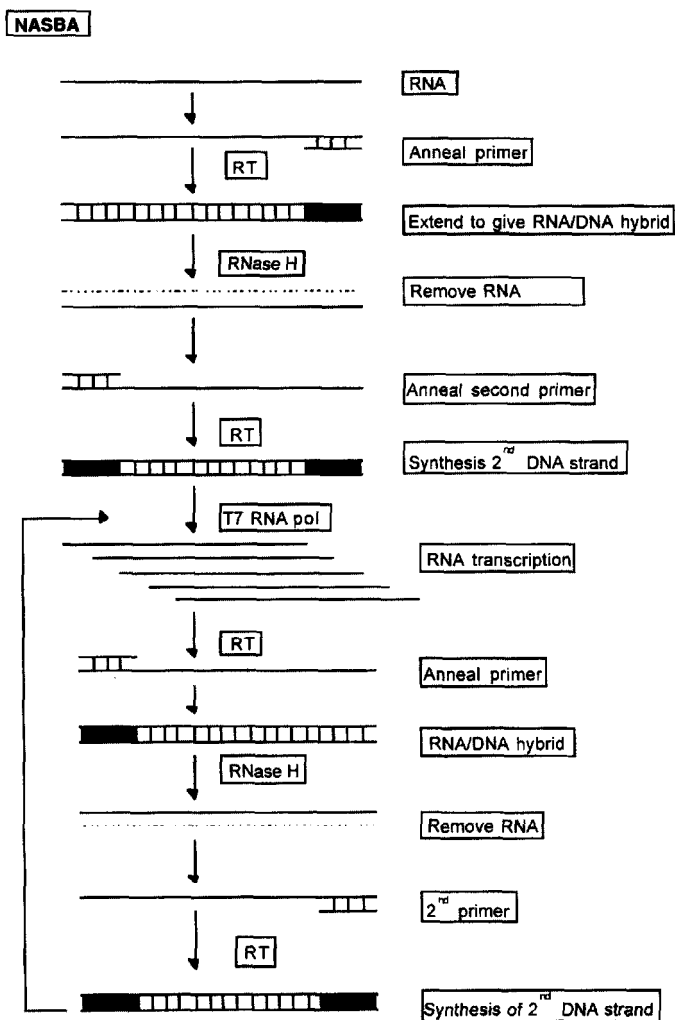 NASBA
RNA
Anneal primer
RT
Extend to give RNA/DNA hybrid
RNase H
Remove RNA
Anneal second primer
RT
Synthesis 2nd DNA strand
T7 RNA pol
RNA transcription
RT
Anneal primer
RNA/DNA hybrid
RNase H
Remove RNA
2nd primer
RT
Synthesis of 2nd DNA strand